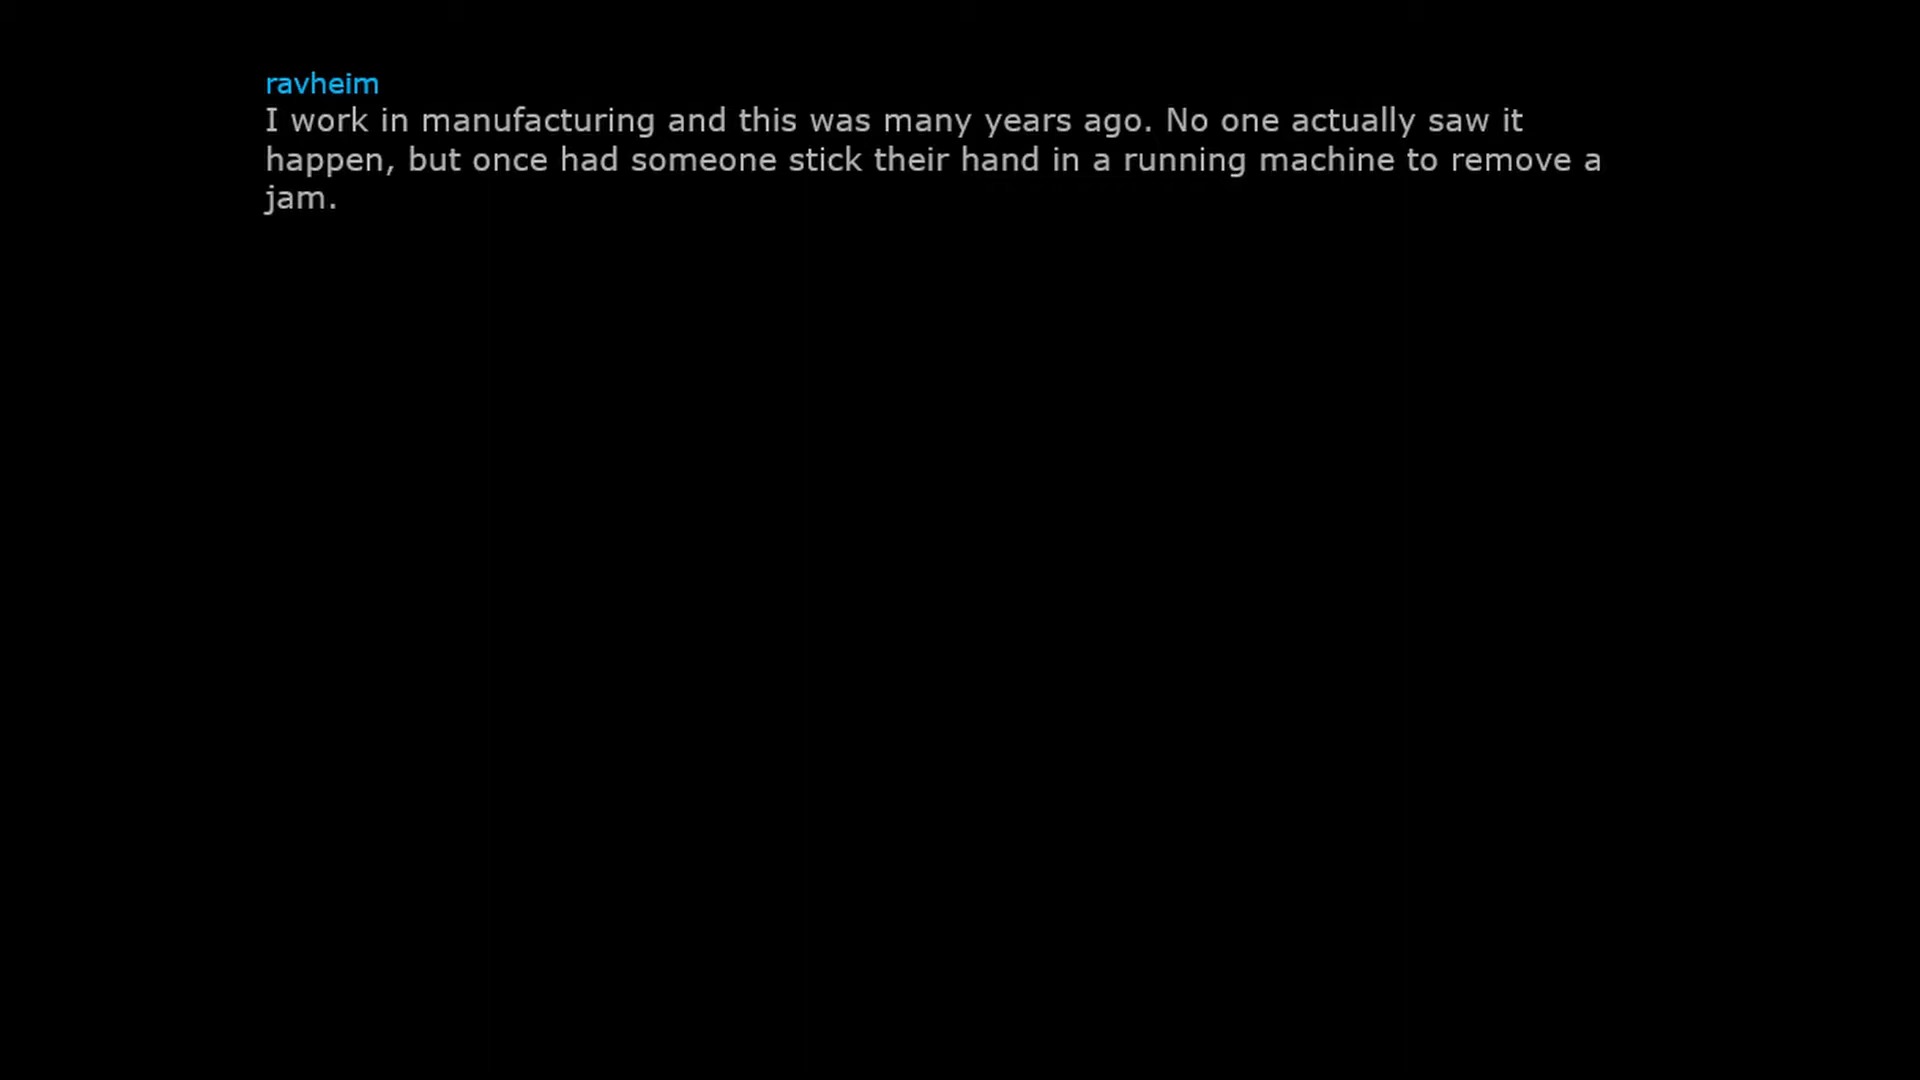 ravheim
I work in manufacturing and this was many years ago. No one actually saw it
happen, but once had someone stick their hand in a running machine to remove a
jam.